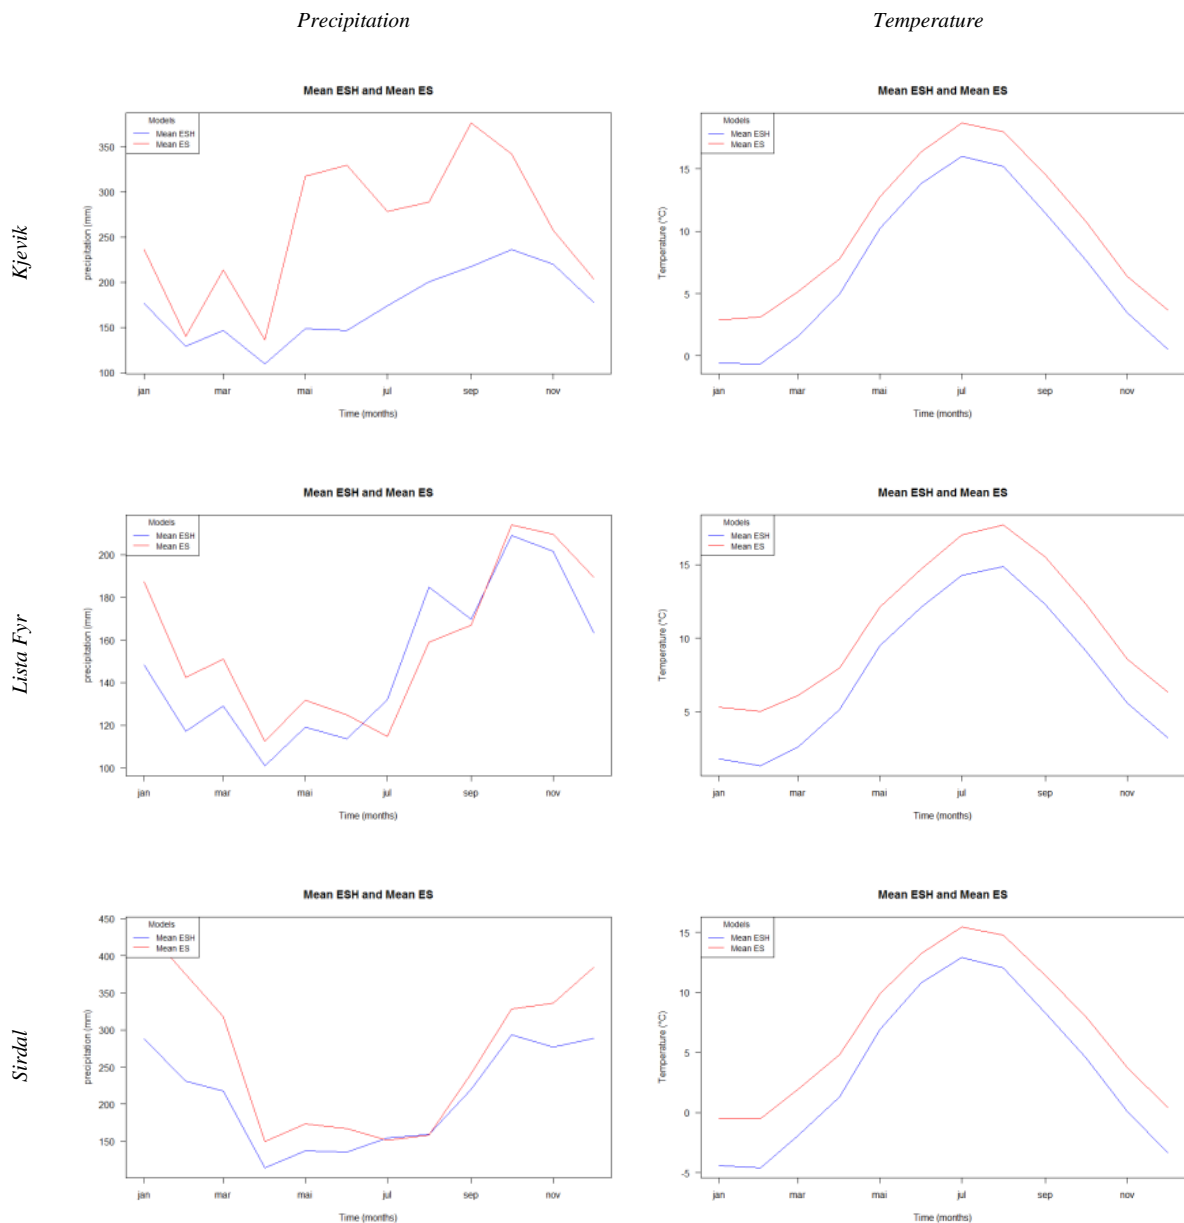 Precipitation
Temperature
Kjevik
Mean ESH and Mean ES
Models
Mean ESH
Mean ES
precipitation (mm)
350
300
250
200
150
100
jan mar mai jul sep nov
Time (months)
Mean ESH and Mean ES
Models
Mean ESH
Mean ES
Temperature (°C)
15
10
5
0
jan mar mai jul sep nov
Time (months)
Lista Fyr
Mean ESH and Mean ES
Models
Mean ESH
Mean ES
precipitation (mm)
200
180
160
140
120
100
jan mar mai jul sep nov
Time (months)
Mean ESH and Mean ES
Models
Mean ESH
Mean ES
Temperature (°C)
15
10
5
jan mar mai jul sep nov
Time (months)
Sirdal
Mean ESH and Mean ES
Models
Mean ESH
Mean ES
precipitation (mm)
450
400
350
300
250
200
150
jan mar mai jul sep nov
Time (months)
Mean ESH and Mean ES
Models
Mean ESH
Mean ES
Temperature (°C)
15
10
5
0
-5
jan mar mai jul sep nov
Time (months)